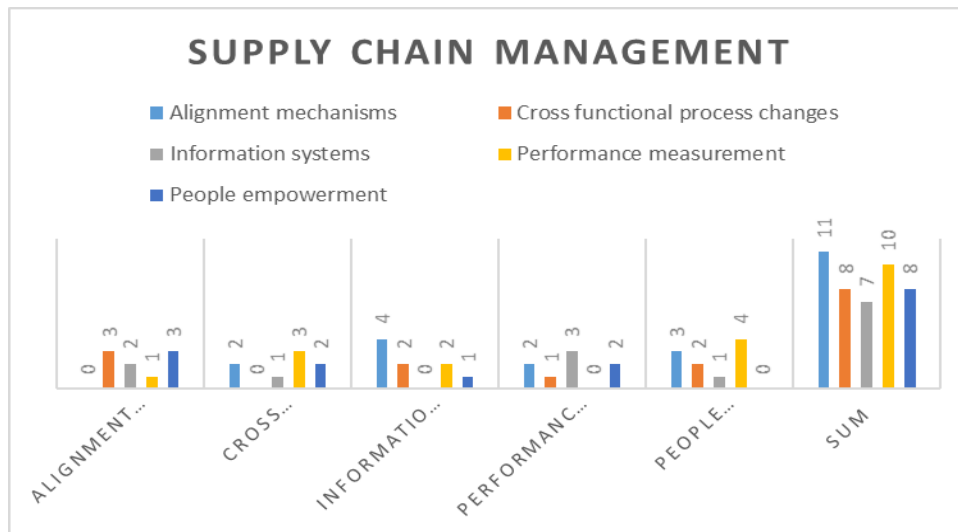 SUPPLY CHAIN MANAGEMENT
Alignment mechanisms
Cross functional process changes
Information systems
Performance measurement
People empowerment
0 3 2 1 3
2 0 1 3 2
4 2 0 2 1
2 1 3 0 2
3 2 1 4 0
11 8 7 10 8
ALIGNMENT...
CROSS...
INFORMATIO...
PERFORMANC...
PEOPLE...
SUM